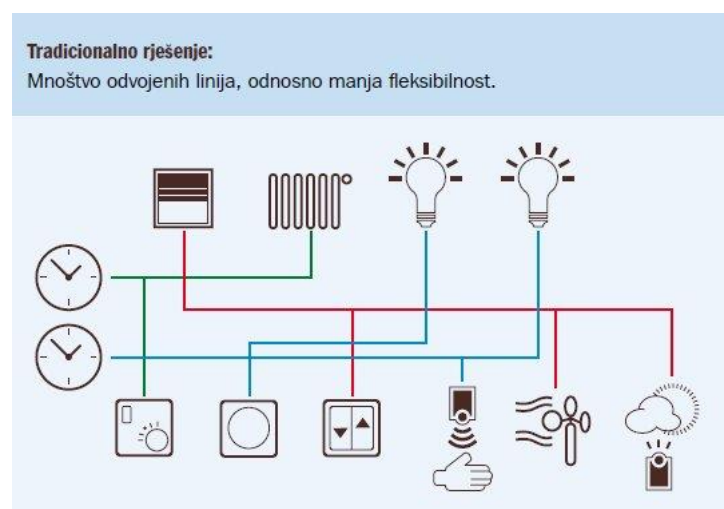 Tradicionalno rješenje:
Mnoštvo odvojenih linija, odnosno manja fleksibilnost.